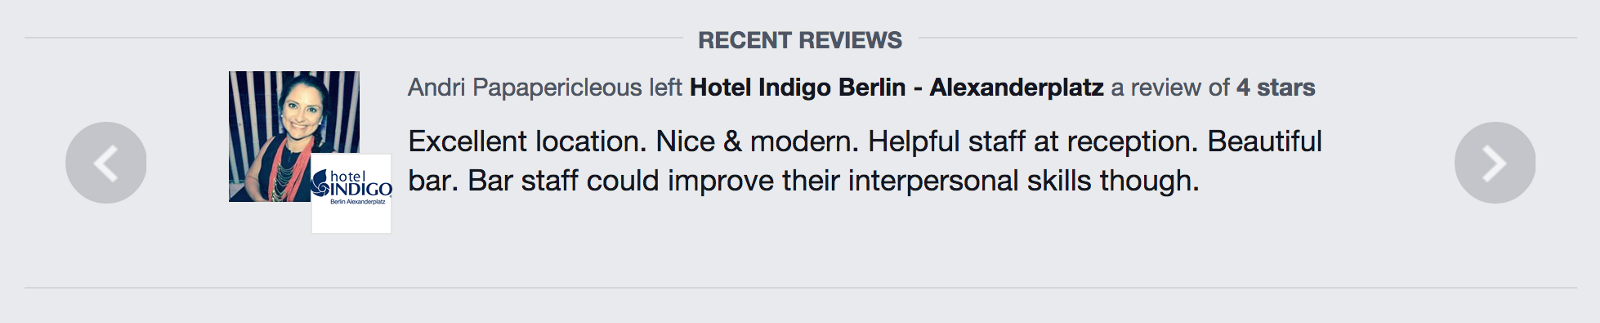 RECENT REVIEWS
Andri Papapericleous left Hotel Indigo Berlin - Alexanderplatz a review of 4 stars
Excellent location. Nice & modern. Helpful staff at reception. Beautiful
bar. Bar staff could improve their interpersonal skills though.
hotel
INDIGO
Berlin Alexanderplatz